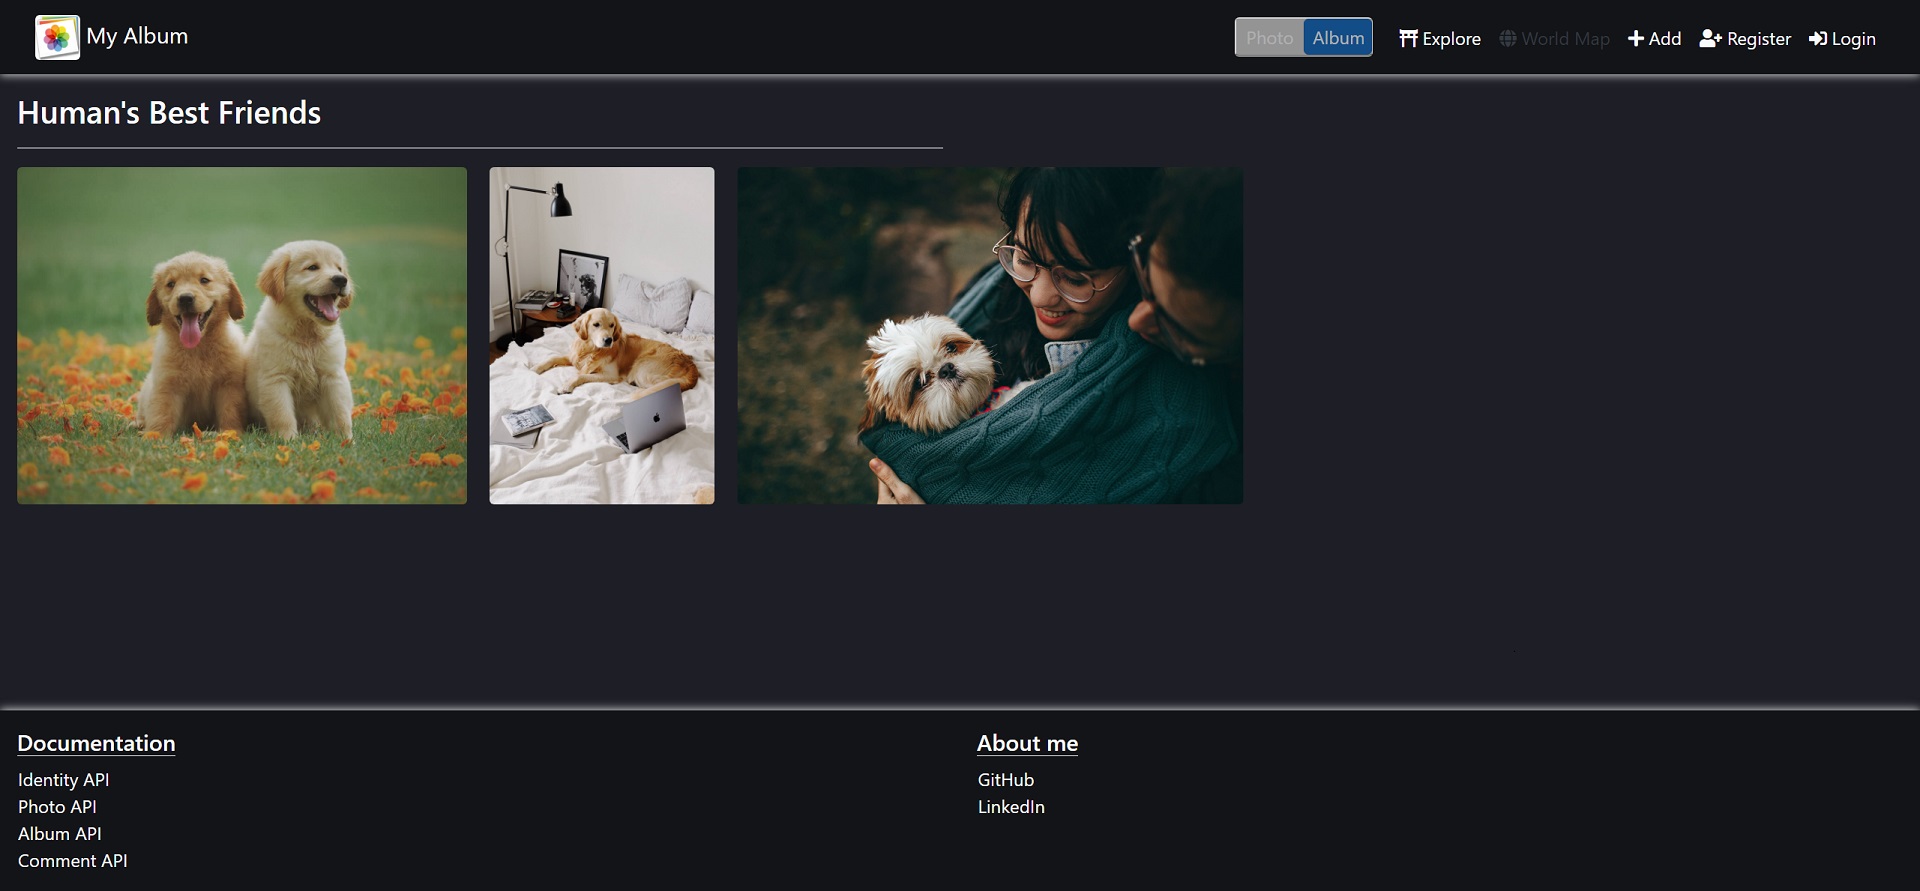 My Album
Photo Album Explore World Map Add Register Login
Human's Best Friends
Documentation
Identity API
Photo API
Album API
Comment API
About me
GitHub
LinkedIn